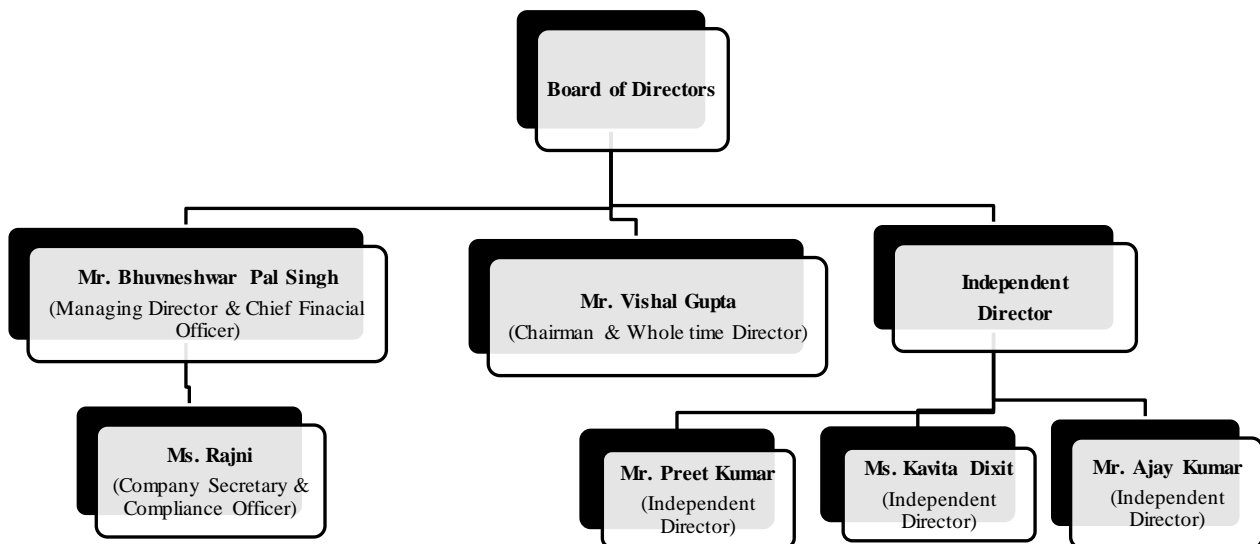 Board of Directors
Mr. Bhuvneshwar Pal Singh
(Managing Director & Chief Finacial
Officer)
Mr. Vishal Gupta
(Chairman & Whole time Director)
Independent
Director
Ms. Rajni
(Company Secretary &
Compliance Officer)
Mr. Preet Kumar
(Independent
Director)
Ms. Kavita Dixit
(Independent
Director)
Mr. Ajay Kumar
(Independent
Director)